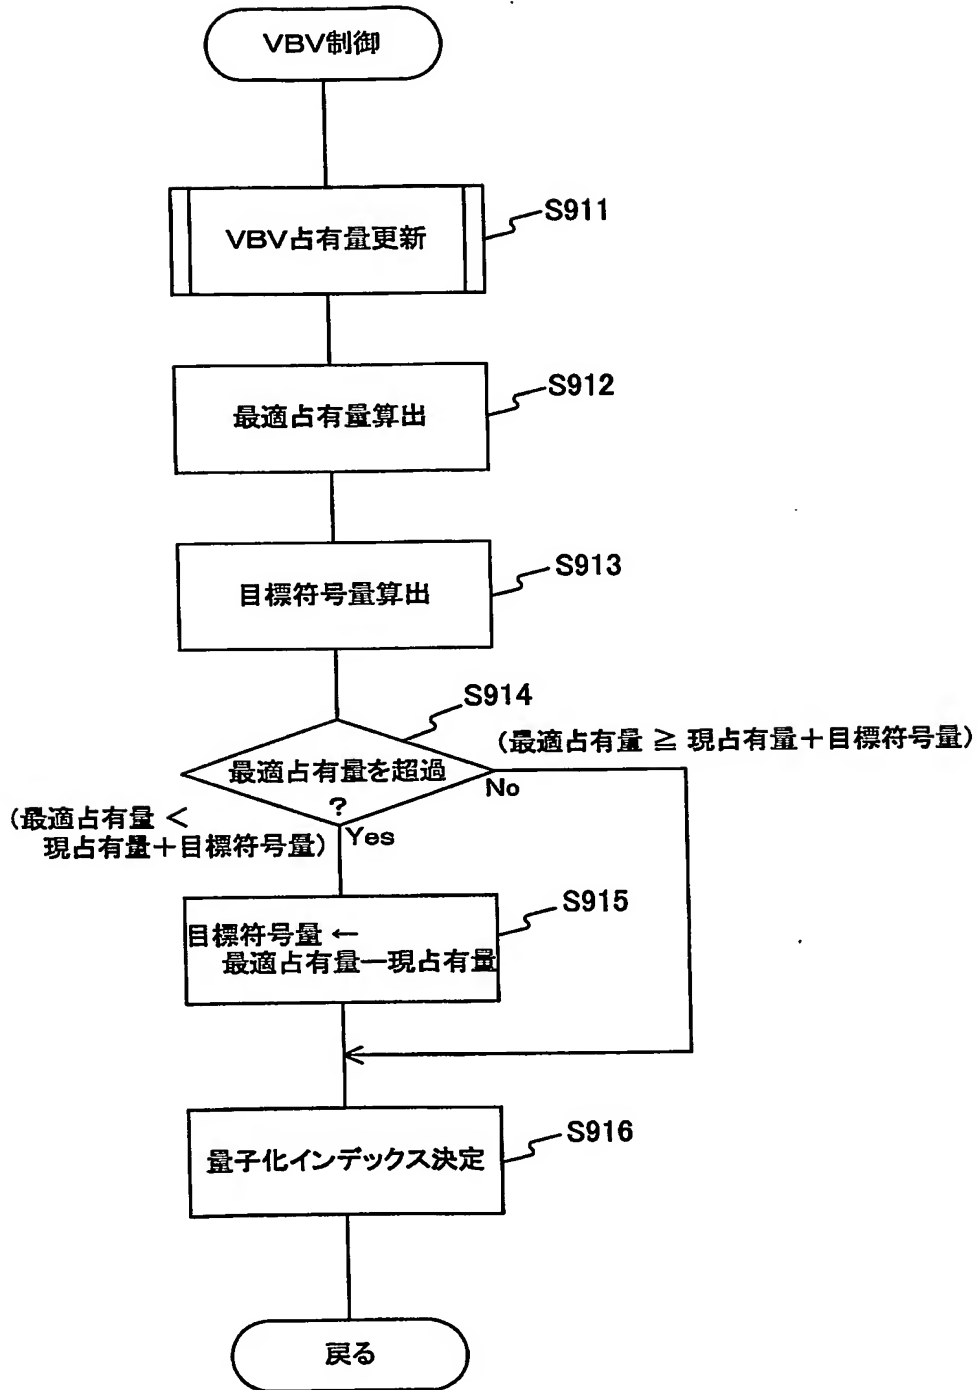 VBV制御
VBV占有量更新
S911
最適占有量算出
S912
目標符号量算出
S913
S914
最適占有量を超過
?
(最適占有量 ≧ 現占有量+目標符号量)
No
(最適占有量 <
現占有量+目標符号量)
Yes
目標符号量 ←
最適占有量ー現占有量
S915
量子化インデックス決定
S916
戻る